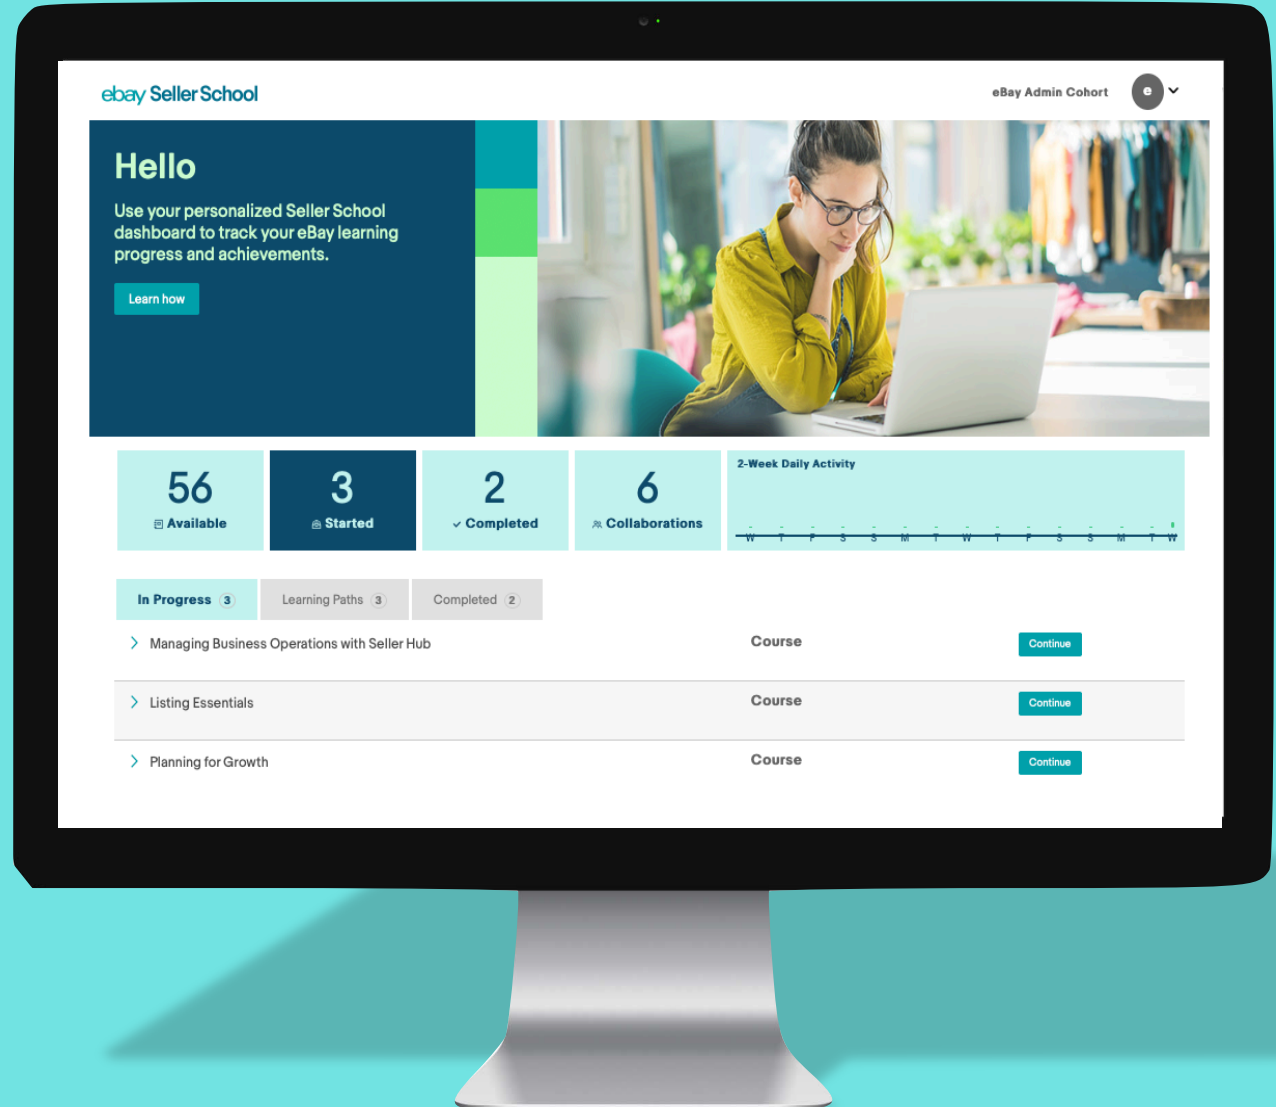 ebay Seller School
eBay Admin Cohort
e
Hello
Use your personalized Seller School
dashboard to track your eBay learning
progress and achievements.
Learn how
56
Available
3
Started
2
Completed
6
Collaborations
2-Week Daily Activity
W T F S S M T W T F S S M T W
In Progress 3
Learning Paths 3
Completed 2
Managing Business Operations with Seller Hub Course Continue
Listing Essentials Course Continue
Planning for Growth Course Continue